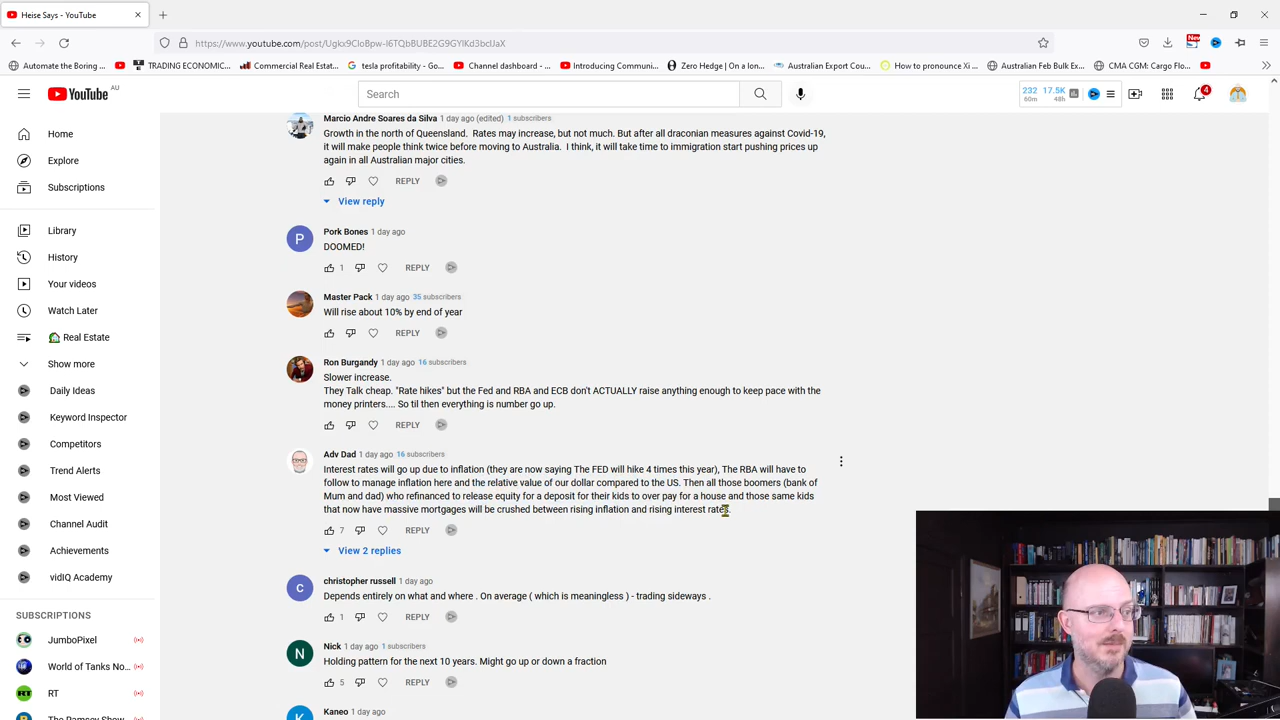 Heise Says - YouTube
https://www.youtube.com/post/Ugkx9CloBpw-I6TQbBUBE2G9GYlKd3bclJaX
Automate the Boring ...
TRADING ECONOMIC...
Commercial Real Estat...
tesla profitability - Go...
Channel dashboard - ...
Introducing Communi...
Zero Hedge | On a lon...
Australian Export Cou...
How to pronounce Xi ...
Australian Feb Bulk Ex...
CMA CGM: Cargo Flo...
New
YouTube AU
Search
232 17.5K
60m 48h
4
Home
Explore
Subscriptions
Library
History
Your videos
Watch Later
Real Estate
Show more
Daily Ideas
Keyword Inspector
Competitors
Trend Alerts
Most Viewed
Channel Audit
Achievements
vidIQ Academy
SUBSCRIPTIONS
JumboPixel
World of Tanks No...
RT
The Ramsey Show
Marcio Andre Soares da Silva 1 day ago (edited) 1 subscribers
Growth in the north of Queensland. Rates may increase, but not much. But after all draconian measures against Covid-19,
it will make people think twice before moving to Australia. I think, it will take time to immigration start pushing prices up
again in all Australian major cities.
REPLY
View reply
P
Pork Bones 1 day ago
DOOMED!
1 REPLY
Master Pack 1 day ago 35 subscribers
Will rise about 10% by end of year
REPLY
Ron Burgandy 1 day ago 16 subscribers
Slower increase.
They Talk cheap. "Rate hikes" but the Fed and RBA and ECB don't ACTUALLY raise anything enough to keep pace with the
money printers.... So til then everything is number go up.
REPLY
Adv Dad 1 day ago 16 subscribers
Interest rates will go up due to inflation (they are now saying The FED will hike 4 times this year), The RBA will have to
follow to manage inflation here and the relative value of our dollar compared to the US. Then all those boomers (bank of
Mum and dad) who refinanced to release equity for a deposit for their kids to over pay for a house and those same kids
that now have massive mortgages will be crushed between rising inflation and rising interest rates.
7 REPLY
View 2 replies
c
christopher russell 1 day ago
Depends entirely on what and where . On average ( which is meaningless ) - trading sideways .
1 REPLY
N
Nick 1 day ago 1 subscribers
Holding pattern for the next 10 years. Might go up or down a fraction
5 REPLY
K
Kaneo 1 day ago